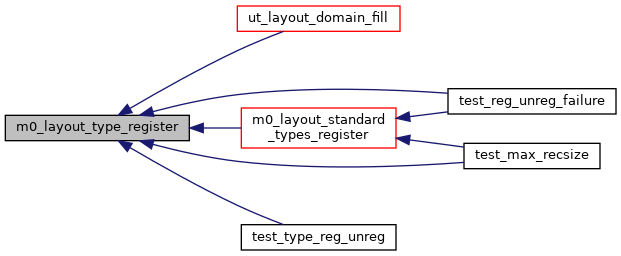 ut_layout_domain_fill
test_reg_unreg_failure
m0_layout_type_register
m0_layout_standard
_types_register
test_max_recsize
test_type_reg_unreg